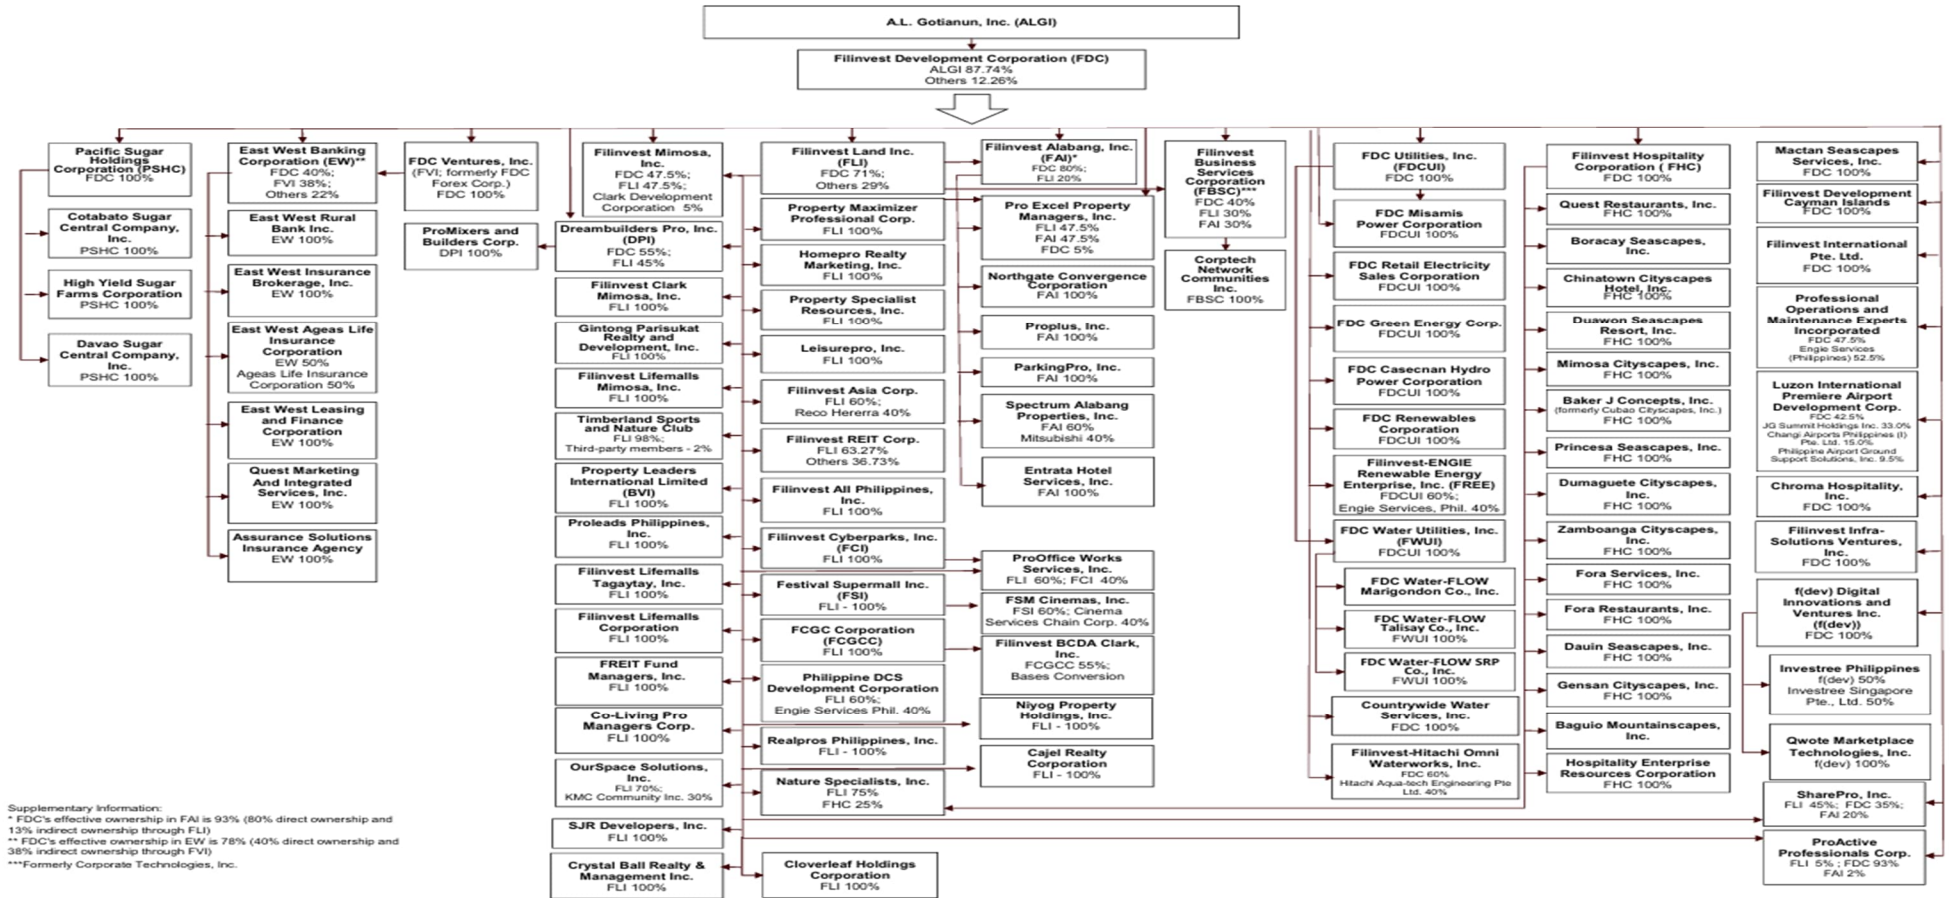 A.L. Gotianun, Inc. (ALGI)
Filinvest Development Corporation (FDC)
ALGI 87.74%
Others 12.26%
Pacific Sugar
Holdings
Corporation (PSHC)
FDC 100%
Cotabato Sugar
Central Company,
Inc.
PSHC 100%
High Yield Sugar
Farms Corporation
PSHC 100%
Davao Sugar
Central Company,
Inc.
PSHC 100%
East West Banking
Corporation (EW)**
FDC 40%;
FVI 38%;
Others 22%
East West Rural
Bank Inc.
EW 100%
East West Insurance
Brokerage, Inc.
EW 100%
East West Ageas Life
Insurance
Corporation
EW 50%
Ageas Life Insurance
Corporation 50%
East West Leasing
and Finance
Corporation
EW 100%
Quest Marketing
And Integrated
Services, Inc.
EW 100%
Assurance Solutions
Insurance Agency
EW 100%
FDC Ventures, Inc.
(FVI; formerly FDC
Forex Corp.)
FDC 100%
ProMixers and
Builders Corp.
DPI 100%
Filinvest Mimosa,
Inc.
FDC 47.5%;
FLI 47.5%;
Clark Development
Corporation 5%
Dreambuilders Pro, Inc.
(DPI)
FDC 55%;
FLI 45%
Filinvest Clark
Mimosa, Inc.
FLI 100%
Gintong Parisukat
Realty and
Development, Inc.
FLI 100%
Filinvest Lifemalls
Mimosa, Inc.
FLI 100%
Timberland Sports
and Nature Club
FLI 98%;
Third-party members - 2%
Property Leaders
International Limited
(BVI)
FLI 100%
Proleads Philippines,
Inc.
FLI 100%
Filinvest Lifemalls
Tagaytay, Inc.
FLI 100%
Filinvest Lifemalls
Corporation
FLI 100%
FREIT Fund
Managers, Inc.
FLI 100%
Co-Living Pro
Managers Corp.
FLI 100%
OurSpace Solutions,
Inc.
FLI 70%;
KMC Community Inc. 30%
SJR Developers, Inc.
FLI 100%
Crystal Ball Realty &
Management Inc.
FLI 100%
Filinvest Land Inc.
(FLI)
FDC 71%;
Others 29%
Property Maximizer
Professional Corp.
FLI 100%
Homepro Realty
Marketing, Inc.
FLI 100%
Property Specialist
Resources, Inc.
FLI 100%
Leisurepro, Inc.
FLI 100%
Filinvest Asia Corp.
FLI 60%;
Reco Hererra 40%
Filinvest REIT Corp.
FLI 63.27%
Others 36.73%
Filinvest All Philippines,
Inc.
FLI 100%
Filinvest Cyberparks, Inc.
(FCI)
FLI 100%
Festival Supermall Inc.
(FSI)
FLI - 100%
FCGC Corporation
(FCGCC)
FLI 100%
Philippine DCS
Development Corporation
FLI 60%;
Engie Services Phil. 40%
Realpros Philippines, Inc.
FLI - 100%
Nature Specialists, Inc.
FLI 75%
FHC 25%
Cloverleaf Holdings
Corporation
FLI 100%
Filinvest Alabang, Inc.
(FAI)*
FDC 80%;
FLI 20%
Pro Excel Property
Managers, Inc.
FLI 47.5%
FAI 47.5%
FDC 5%
Northgate Convergence
Corporation
FAI 100%
Proplus, Inc.
FAI 100%
ParkingPro, Inc.
FAI 100%
Spectrum Alabang
Properties, Inc.
FAI 60%
Mitsubishi 40%
Entrata Hotel
Services, Inc.
FAI 100%
ProOffice Works
Services, Inc.
FLI 60%; FCI 40%
FSM Cinemas, Inc.
FSI 60%; Cinema
Services Chain Corp. 40%
Filinvest BCDA Clark,
Inc.
FCGCC 55%;
Bases Conversion
Niyog Property
Holdings, Inc.
FLI - 100%
Cajel Realty
Corporation
FLI - 100%
Filinvest
Business
Services
Corporation
(FBSC)***
FDC 40%
FLI 30%
FAI 30%
Corptech
Network
Communities
Inc.
FBSC 100%
FDC Utilities, Inc.
(FDCUI)
FDC 100%
FDC Misamis
Power Corporation
FDCUI 100%
FDC Retail Electricity
Sales Corporation
FDCUI 100%
FDC Green Energy Corp.
FDCUI 100%
FDC Casecnan Hydro
Power Corporation
FDCUI 100%
FDC Renewables
Corporation
FDCUI 100%
Filinvest-ENGIE
Renewable Energy
Enterprise, Inc. (FREE)
FDCUI 60%;
Engie Services, Phil. 40%
FDC Water Utilities, Inc.
(FWUI)
FDCUI 100%
FDC Water-FLOW
Marigondon Co., Inc.
FDC Water-FLOW
Talisay Co., Inc.
FWUI 100%
FDC Water-FLOW SRP
Co., Inc.
FWUI 100%
Countrywide Water
Services, Inc.
FDC 100%
Filinvest-Hitachi Omni
Waterworks, Inc.
FDC 60%
Hitachi Aqua-tech Engineering Pte
Ltd. 40%
Filinvest Hospitality
Corporation ( FHC)
FDC 100%
Quest Restaurants, Inc.
FHC 100%
Boracay Seascapes,
Inc.
Chinatown Cityscapes
Hotel, Inc.
FHC 100%
Duawon Seascapes
Resort, Inc.
FHC 100%
Mimosa Cityscapes, Inc.
FHC 100%
Baker J Concepts, Inc.
(formerly Cubao Cityscapes, Inc.)
FHC 100%
Princesa Seascapes, Inc.
FHC 100%
Dumaguete Cityscapes,
Inc.
FHC 100%
Zamboanga Cityscapes,
Inc.
FHC 100%
Fora Services, Inc.
FHC 100%
Fora Restaurants, Inc.
FHC 100%
Dauin Seascapes, Inc.
FHC 100%
Gensan Cityscapes, Inc.
FHC 100%
Baguio Mountainscapes,
Inc.
Hospitality Enterprise
Resources Corporation
FHC 100%
Mactan Seascapes
Services, Inc.
FDC 100%
Filinvest Development
Cayman Islands
FDC 100%
Filinvest International
Pte. Ltd.
FDC 100%
Professional
Operations and
Maintenance Experts
Incorporated
FDC 47.5%
Engie Services
(Philippines) 52.5%
Luzon International
Premiere Airport
Development Corp.
FDC 42.5%
JG Summit Holdings Inc. 33.0%
Changi Airports Philippines (I)
Pte. Ltd. 15.0%
Philippine Airport Ground
Support Solutions, Inc. 9.5%
Chroma Hospitality,
Inc.
FDC 100%
Filinvest Infra-
Solutions Ventures,
Inc.
FDC 100%
f(dev) Digital
Innovations and
Ventures Inc.
(f(dev))
FDC 100%
Investree Philippines
f(dev) 50%
Investree Singapore
Pte., Ltd. 50%
Qwote Marketplace
Technologies, Inc.
f(dev) 100%
SharePro, Inc.
FLI 45%; FDC 35%;
FAI 20%
ProActive
Professionals Corp.
FLI 5% ; FDC 93%
FAI 2%
Supplementary Information:
* FDC's effective ownership in FAI is 93% (80% direct ownership and
13% indirect ownership through FLI)
** FDC's effective ownership in EW is 78% (40% direct ownership and
38% indirect ownership through FVI)
***Formerly Corporate Technologies, Inc.